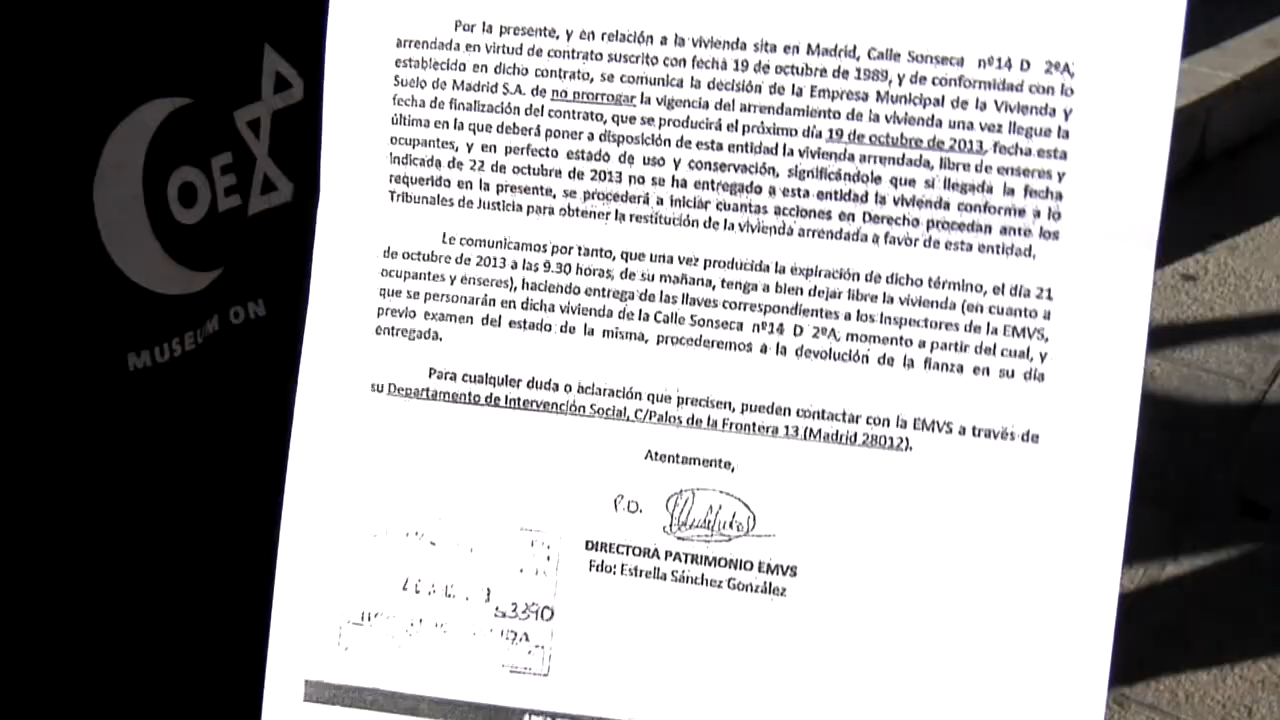 COEX
MUSEUM ON
Por la presente, y en relación a la vivienda sita en Madrid, Calle Sonseca nº14 D 2ºA,
arrendada en virtud de contrato suscrito con fecha 19 de octubre de 1989, y de conformidad con lo
establecido en dicho contrato, se comunica la decisión de la Empresa Municipal de la Vivienda y
Suelo de Madrid S.A. de no prorrogar la vigencia del arrendamiento de la vivienda una vez llegue la
fecha de finalización del contrato, que se producirá el próximo día 19 de octubre de 2013, fecha esta
última en la que deberá poner a disposición de esta entidad la vivienda arrendada, libre de enseres y
ocupantes, y en perfecto estado de uso y conservación, significándole que si llegada la fecha
indicada de 22 de octubre de 2013 no se ha entregado a esta entidad la vivienda conforme a lo
requerido en la presente, se procederá a iniciar cuantas acciones en Derecho procedan ante los
Tribunales de Justicia para obtener la restitución de la vivienda arrendada a favor de esta entidad.
Le comunicamos por tanto, que una vez producida la expiración de dicho término, el día 21
de octubre de 2013 a las 9.30 horas, de su mañana, tenga a bien dejar libre la vivienda (en cuanto a
ocupantes y enseres), haciendo entrega de las llaves correspondientes a los Inspectores de la EMVS,
que se personarán en dicha vivienda de la Calle Sonseca nº14 D 2ºA, momento a partir del cual, y
previo examen del estado de la misma, procederemos a la devolución de la fianza en su día
entregada.
Para cualquier duda o aclaración que precisen, pueden contactar con la EMVS a través de
su Departamento de Intervención Social, C/Palos de la Frontera 13 (Madrid 28012).
Atentamente,
P.D.
DIRECTORA PATRIMONIO EMVS
Fdo: Estrella Sánchez González
53390